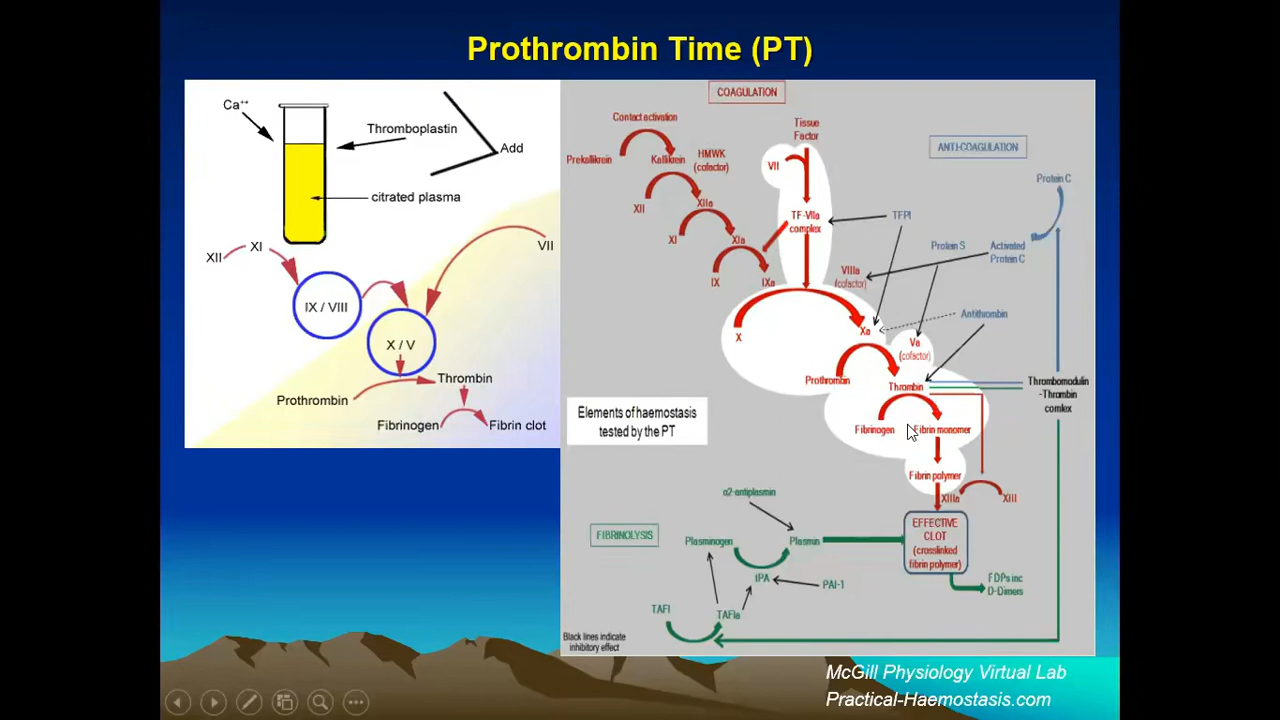 Prothrombin Time (PT)
Ca++
Thromboplastin
Add
citrated plasma
XII
XI
VII
IX / VIII
X / V
Thrombin
Prothrombin
Fibrinogen
Fibrin clot
COAGULATION
Contact activation
Prekallikrein
Kallikrein
HMWK
(cofactor)
XII
XIIa
XI
XIa
IX
IXa
Tissue
Factor
VII
TF-VIIa
complex
TFPI
VIIIa
(cofactor)
ANTI-COAGULATION
Protein C
Protein S
Activated
Protein C
Antithrombin
X
Xa
Va
(cofactor)
Prothrombin
Thrombin
Thrombomodulin
-Thrombin
comlex
Elements of haemostasis
tested by the PT
Fibrinogen
Fibrin monomer
Fibrin polymer
XIIIa
XIII
EFFECTIVE
CLOT
(crosslinked
fibrin polymer)
α2-antiplasmin
FIBRINOLYSIS
Plasminogen
Plasmin
tPA
PAI-1
FDPs inc
D-Dimers
TAFI
TAFIa
Black lines indicate
inhibitory effect
McGill Physiology Virtual Lab
Practical-Haemostasis.com